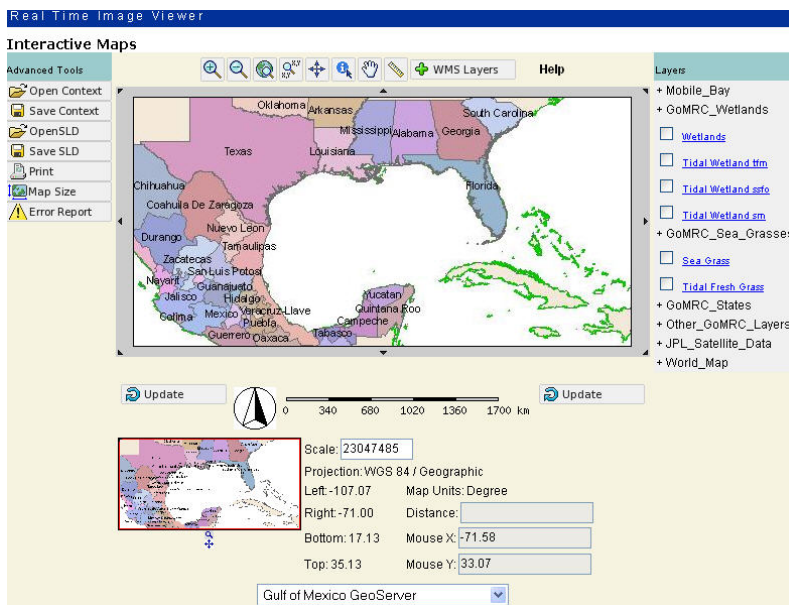 Real Time Image Viewer
Interactive Maps
Advanced Tools
Open Context
Save Context
OpenSLD
Save SLD
Print
Map Size
Error Report
WMS Layers
Help
Oklahoma
Arkansas
South Carolina
Mississippi
Alabama
Georgia
Texas
Louisiana
Florida
Chihuahua
Coahuila De Zaragoza
Nuevo Leon
Durango
Tamaulipas
Zacatecas
San Luis Potosi
Nayarit
Guanajuato
Yucatan
Jalisco
Hidalgo
Quintana Roo
Colima
Mexico
Veracruz-Llave
Puebla
Campeche
Guerrero
Oaxaca
Tabasco
Layers
+ Mobile_Bay
+ GoMRC_Wetlands
Wetlands
Tidal Wetland tfm
Tidal Wetland ssfo
Tidal Wetland sm
+ GoMRC_Sea_Grasses
Sea Grass
Tidal Fresh Grass
+ GoMRC_States
+ Other_GoMRC_Layers
+ JPL_Satellite_Data
+ World_Map
Update
0 340 680 1020 1360 1700 km
Update
Scale: 23047485
Projection: WGS 84 / Geographic
Left: -107.07 Map Units: Degree
Right: -71.00 Distance:
Bottom: 17.13 Mouse X: -71.58
Top: 35.13 Mouse Y: 33.07
Gulf of Mexico GeoServer